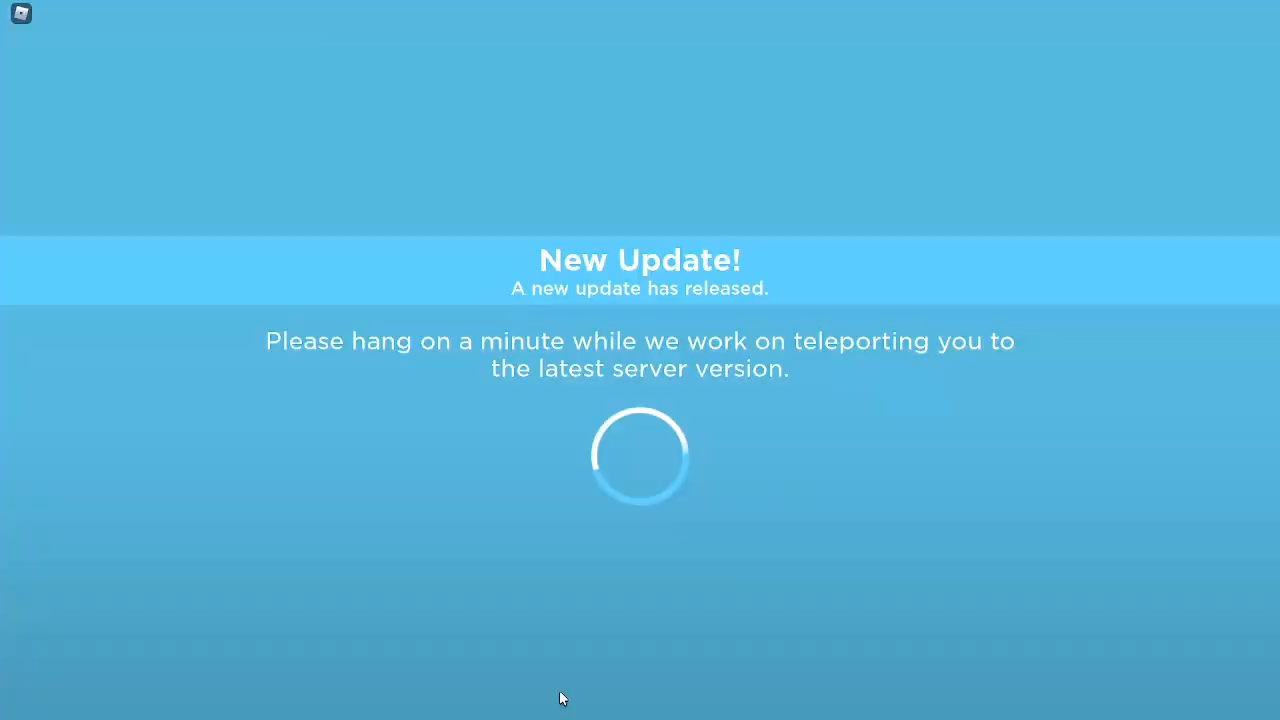 New Update!
A new update has released.
Please hang on a minute while we work on teleporting you to
the latest server version.